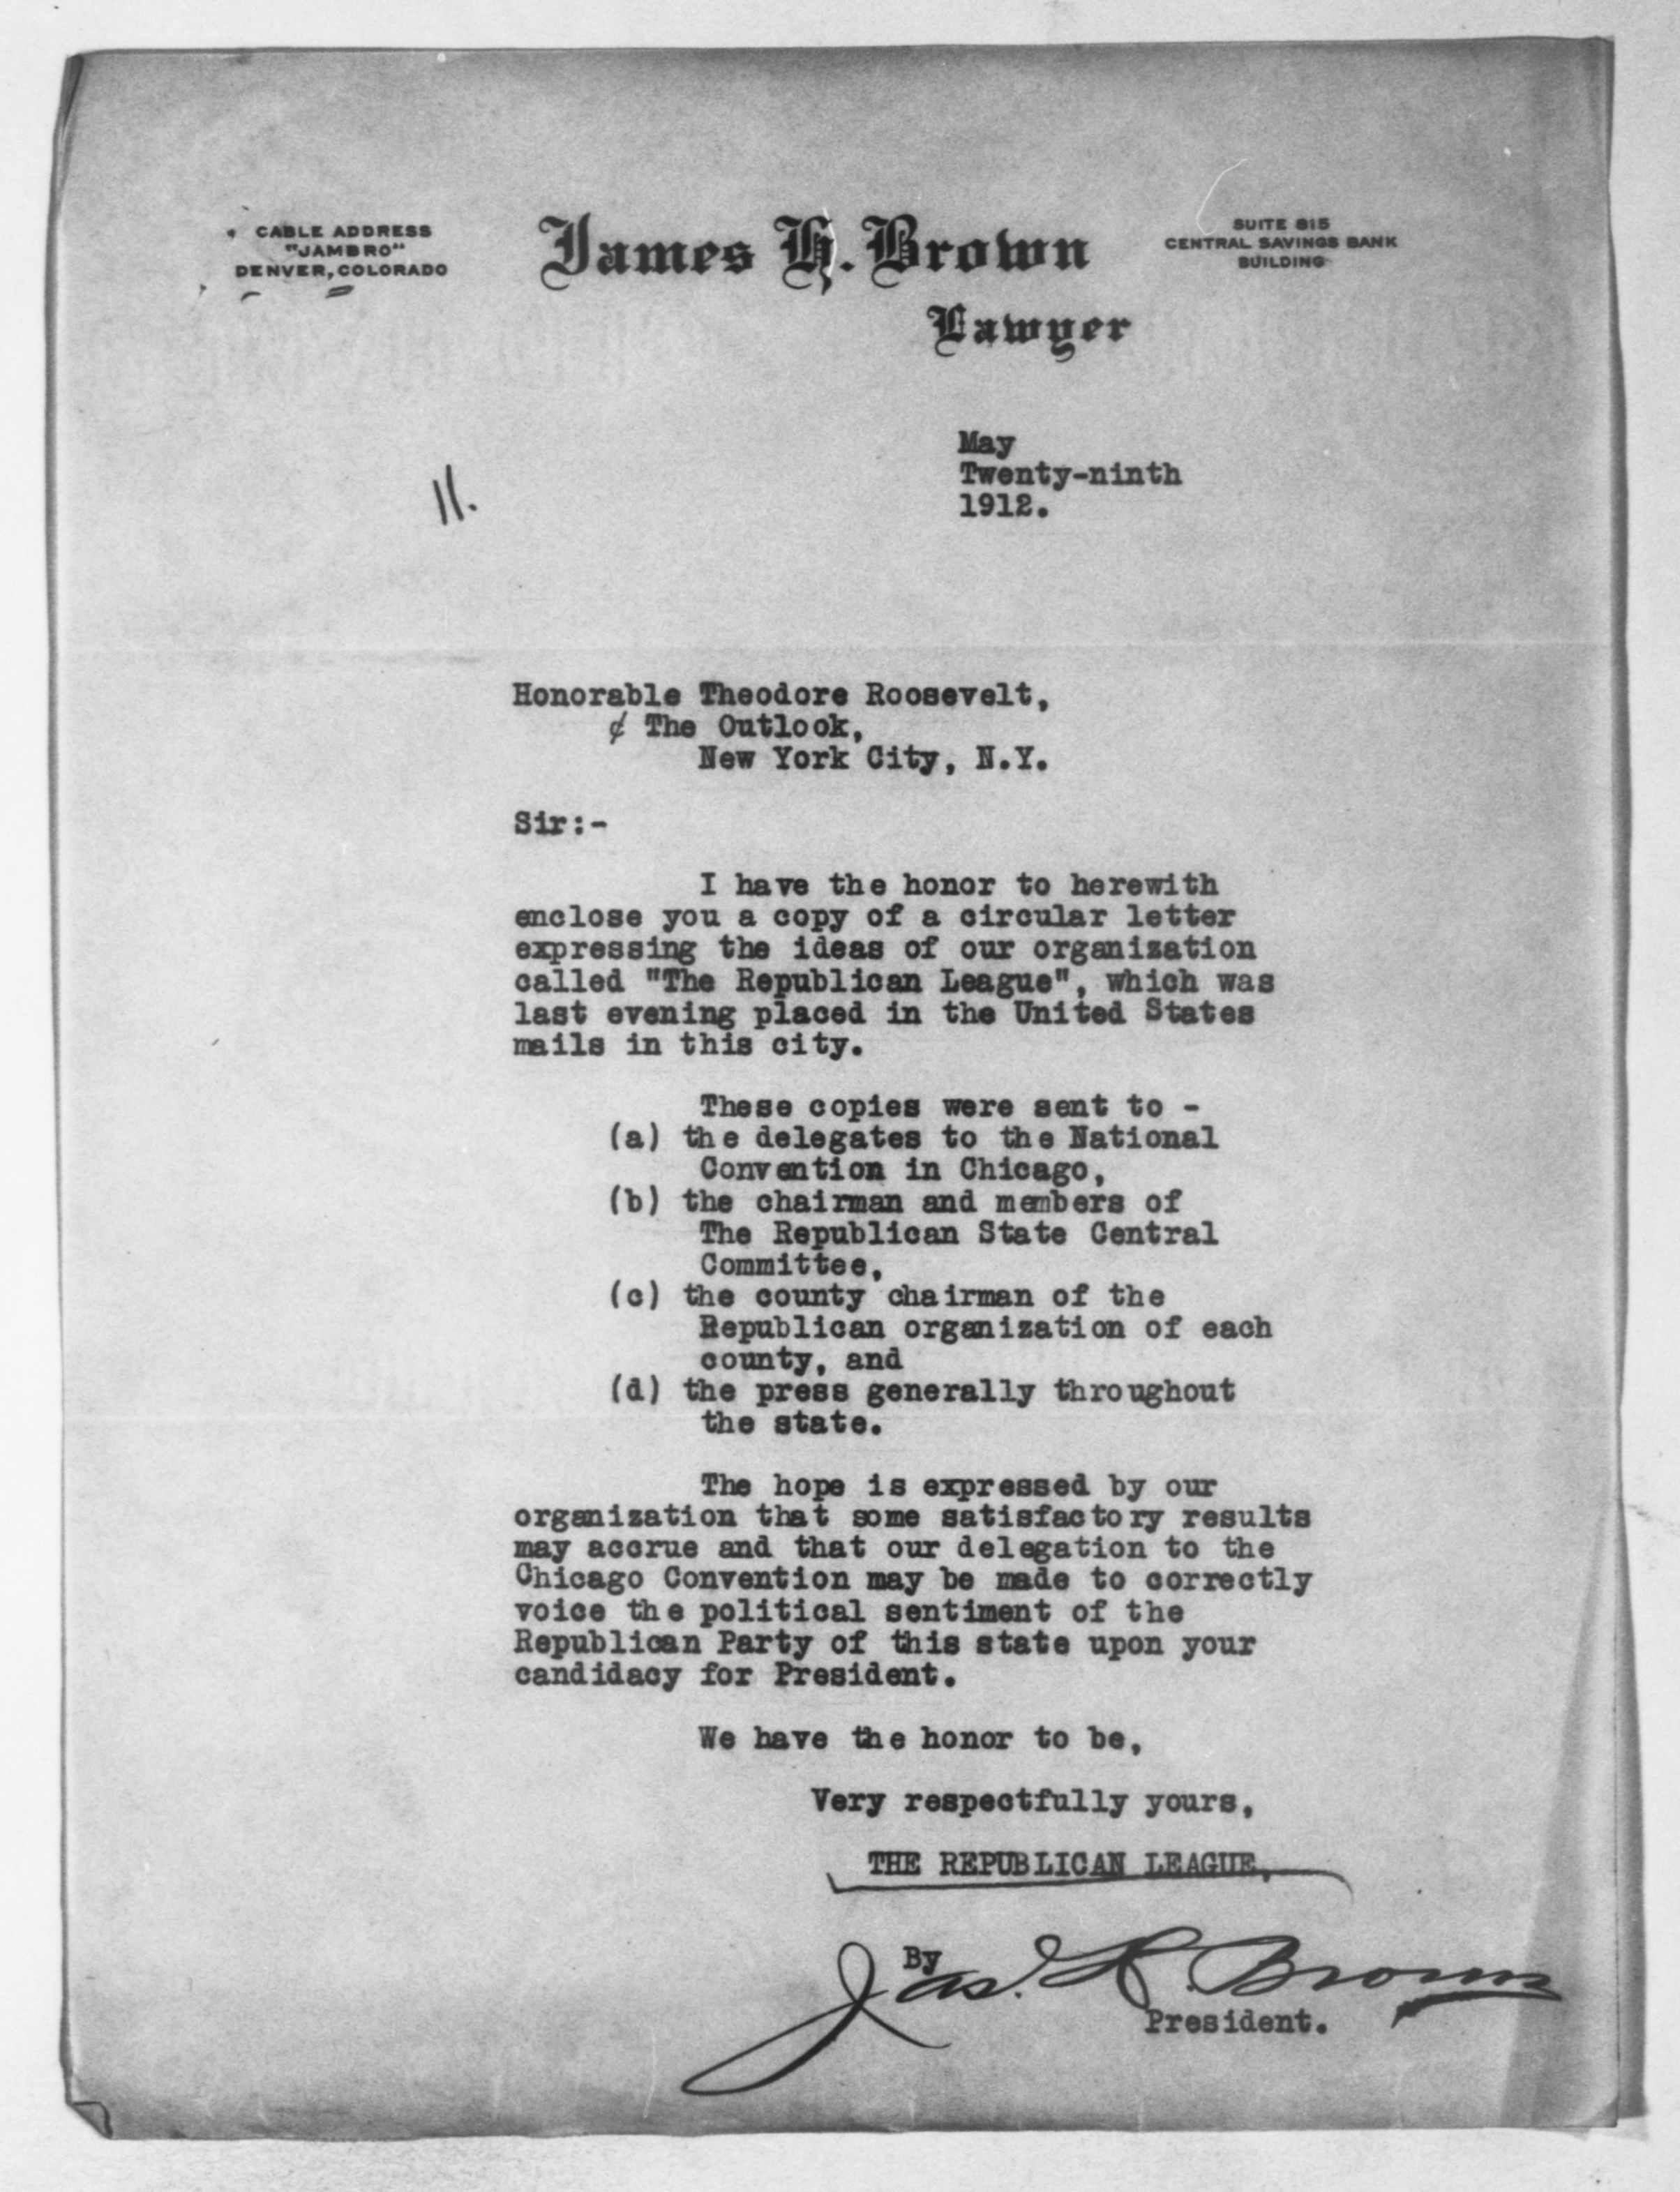 CABLE ADDRESS
"JAMBRO"
DENVER, COLORADO
James H. Brown
Lawyer
SUITE 815
CENTRAL SAVINGS BANK
BUILDING
May
Twenty-ninth
1912.
11.
Honorable Theodore Roosevelt,
¢ The Outlook,
New York City, N.Y.
Sir:-
I have the honor to herewith
enclose you a copy of a circular letter
expressing the ideas of our organization
called "The Republican League", which was
last evening placed in the United States
mails in this city.
These copies were sent to -
(a) the delegates to the National
Convention in Chicago,
(b) the chairman and members of
The Republican State Central
Committee,
(c) the county chairman of the
Republican organization of each
county, and
(d) the press generally throughout
the state.
The hope is expressed by our
organization that some satisfactory results
may accrue and that our delegation to the
Chicago Convention may be made to correctly
voice the political sentiment of the
Republican Party of this state upon your
candidacy for President.
We have the honor to be,
Very respectfully yours,
THE REPUBLICAN LEAGUE,
By
Jas. H. Brown
President.